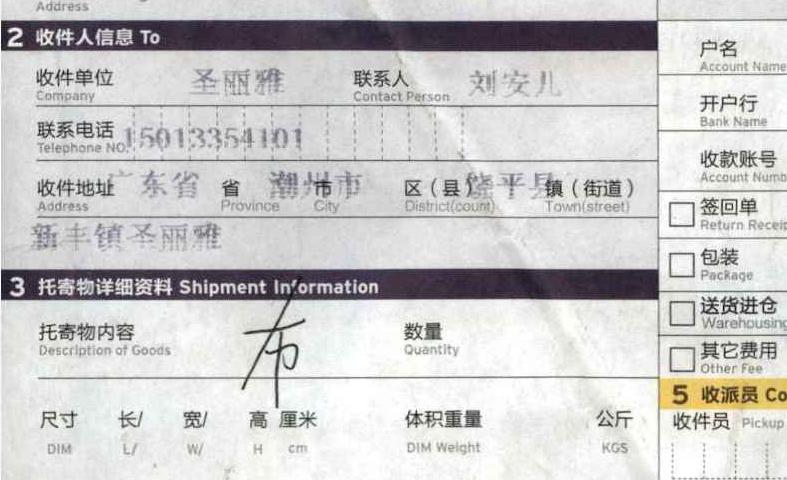 Address
2 收件人信息 To
收件单位 圣丽雅 联系人 刘安儿
Company Contact Person
联系电话 15013354101
Telephone NO.
收件地址 广东省 省 潮州市 市 区（县） 饶平县 镇（街道）
Address Province City District(count) Town(street)
新丰镇圣丽雅
3 托寄物详细资料 Shipment Information
托寄物内容 布 数量
Description of Goods Quantity
尺寸 长/ 宽/ 高 厘米 体积重量 公斤
DIM L/ W/ H cm DIM Weight KGS
户名
Account Name
开户行
Bank Name
收款账号
Account Numb
签回单
Return Receip
包装
Package
送货进仓
Warehousing
其它费用
Other Fee
5 收派员 Co
收件员 Pickup